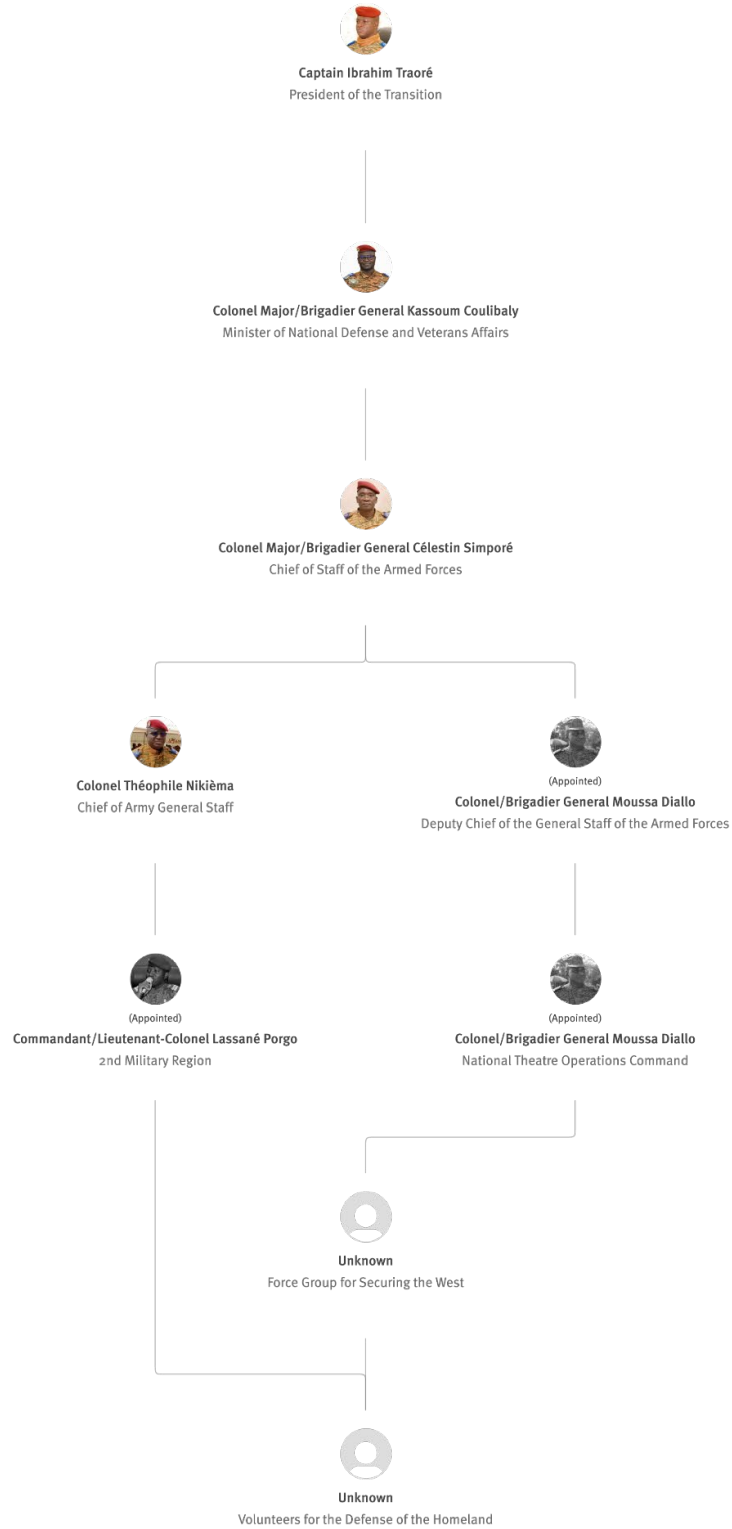 Captain Ibrahim Traoré
President of the Transition
Colonel Major/Brigadier General Kassoum Coulibaly
Minister of National Defense and Veterans Affairs
Colonel Major/Brigadier General Célestin Simporé
Chief of Staff of the Armed Forces
Colonel Théophile Nikièma
Chief of Army General Staff
(Appointed)
Colonel/Brigadier General Moussa Diallo
Deputy Chief of the General Staff of the Armed Forces
(Appointed)
Commandant/Lieutenant-Colonel Lassané Porgo
2nd Military Region
(Appointed)
Colonel/Brigadier General Moussa Diallo
National Theatre Operations Command
Unknown
Force Group for Securing the West
Unknown
Volunteers for the Defense of the Homeland